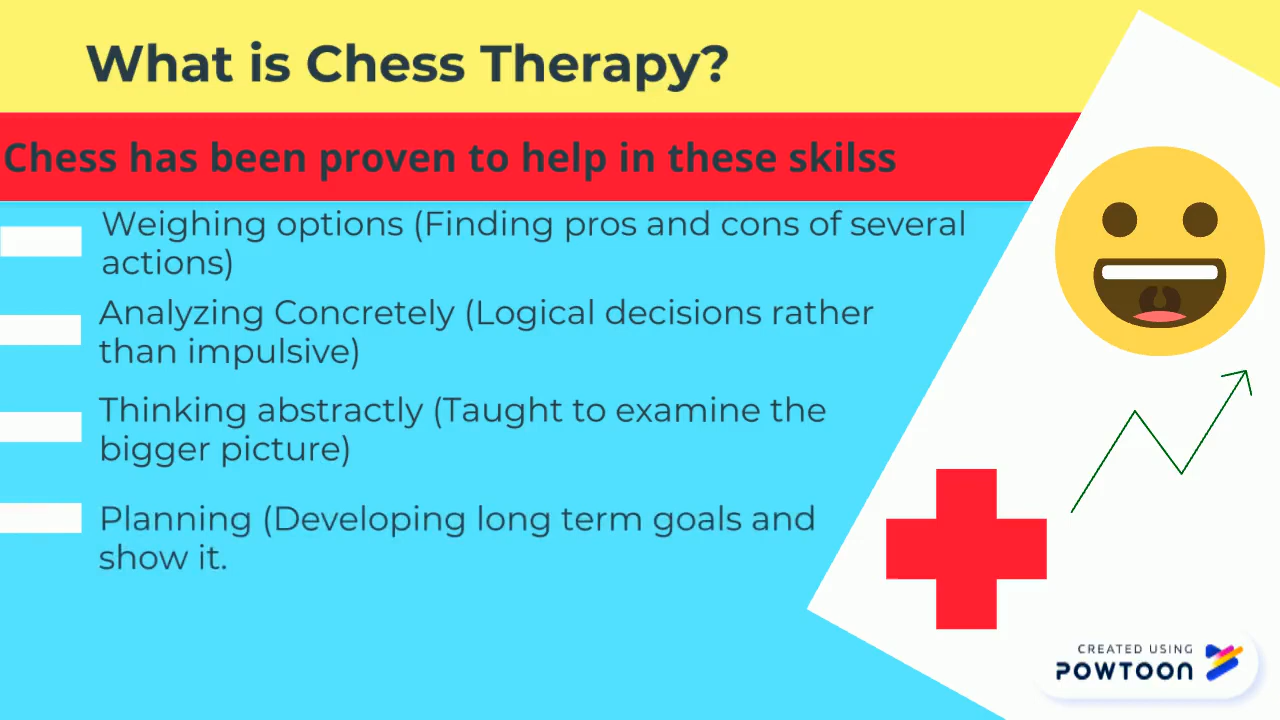 What is Chess Therapy?
Chess has been proven to help in these skilss
Weighing options (Finding pros and cons of several
actions)
Analyzing Concretely (Logical decisions rather
than impulsive)
Thinking abstractly (Taught to examine the
bigger picture)
Planning (Developing long term goals and
show it.
CREATED USING
POWTOON